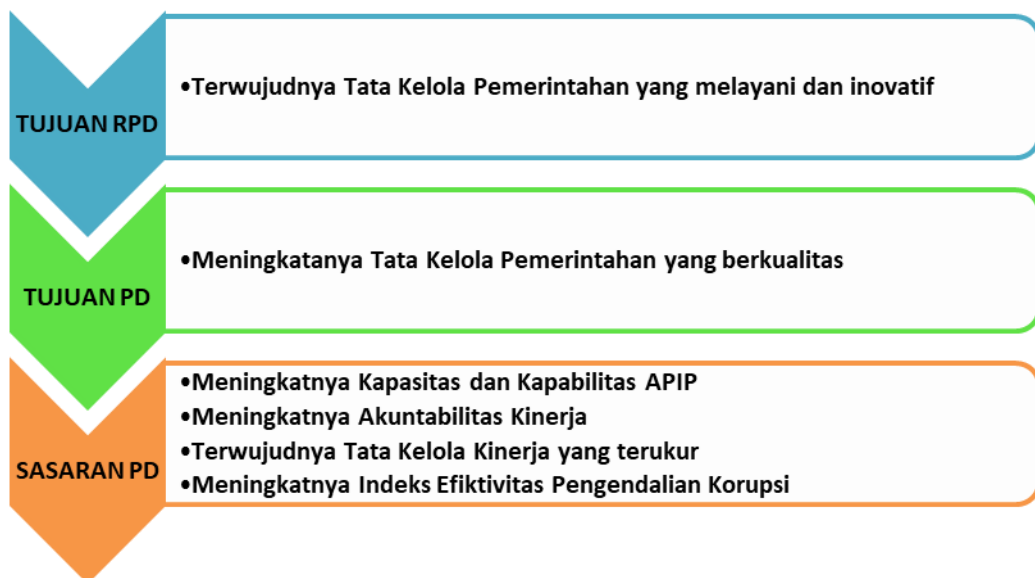 TUJUAN RPD
•Terwujudnya Tata Kelola Pemerintahan yang melayani dan inovatif
TUJUAN PD
•Meningkatanya Tata Kelola Pemerintahan yang berkualitas
SASARAN PD
•Meningkatnya Kapasitas dan Kapabilitas APIP
•Meningkatnya Akuntabilitas Kinerja
•Terwujudnya Tata Kelola Kinerja yang terukur
•Meningkatnya Indeks Efiktivitas Pengendalian Korupsi